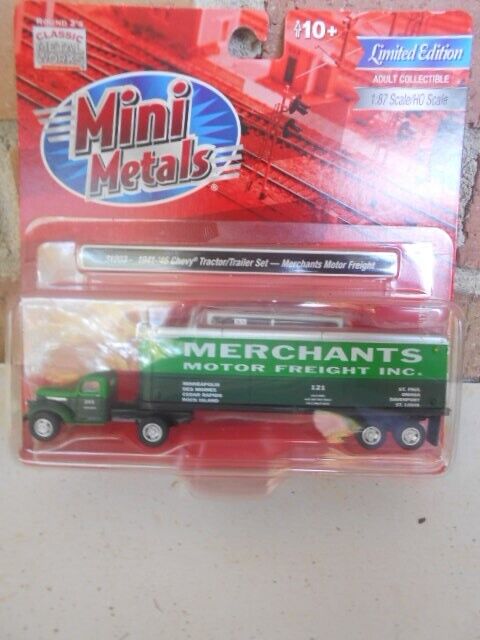 ROUND 2's
CLASSIC
METAL
WORKS
Mini
Metals®
10+
Limited Edition
ADULT COLLECTIBLE
1:87 Scale/HO Scale
1941-'46 Chevy® Tractor/Trailer Set — Merchants Motor Freight
MERCHANTS
MOTOR FREIGHT INC.
MINNEAPOLIS
DES MOINES
CEDAR RAPIDS
ROCK ISLAND
121
ST. PAUL
OMAHA
DAVENPORT
ST. LOUIS